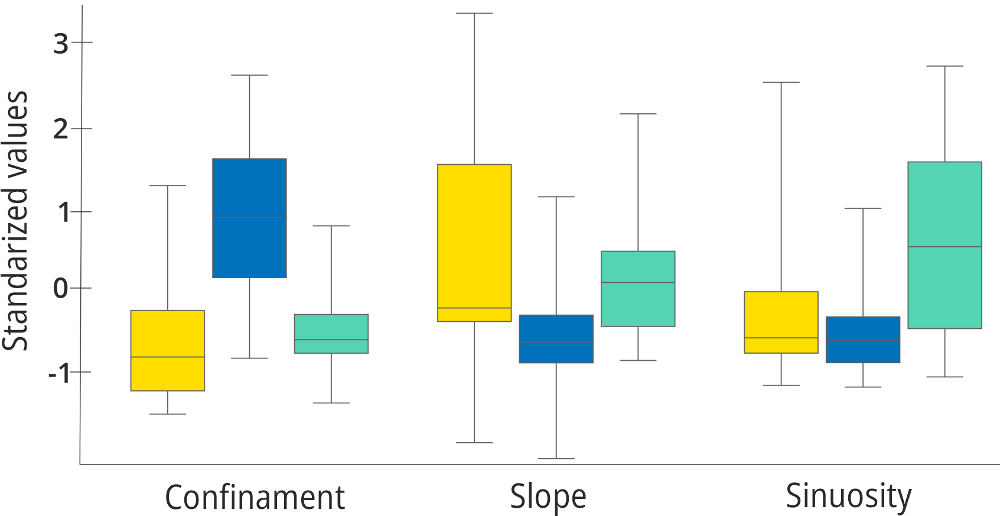 Standarized values
3
2
1
0
-1
Confinament
Slope
Sinuosity